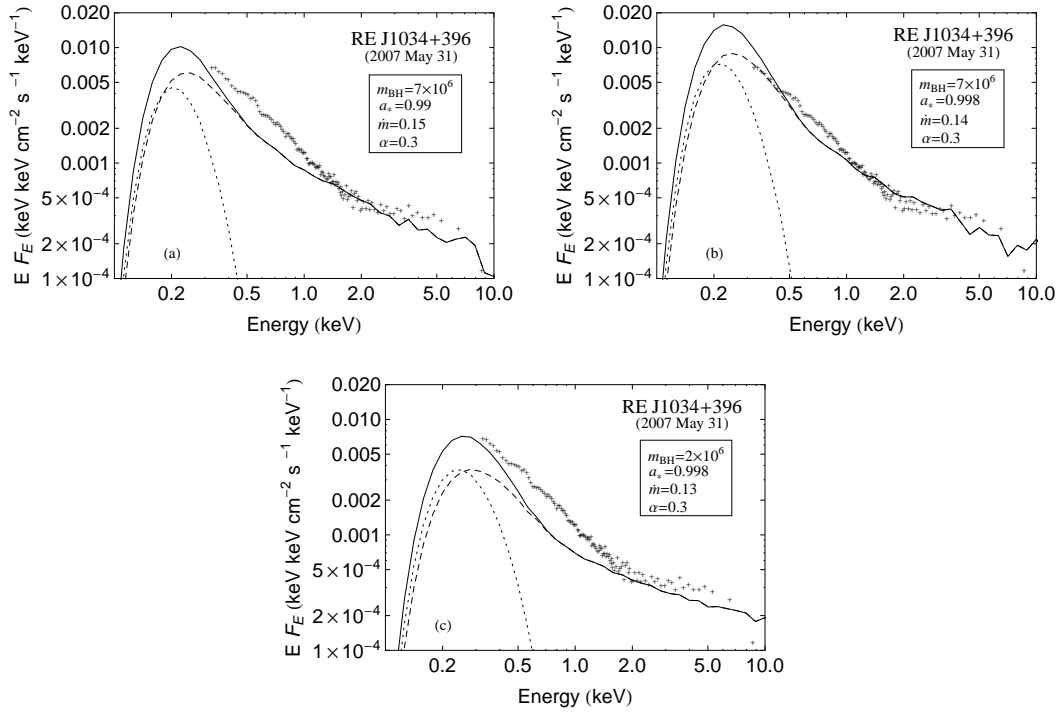 0.020
0.010
0.005
0.002
0.001
5×10⁻⁴
2×10⁻⁴
1×10⁻⁴
E F_E (keV keV cm⁻² s⁻¹ keV⁻¹)
RE J1034+396
(2007 May 31)
m_BH=7×10⁶
a_*=0.99
ṁ=0.15
α=0.3
(a)
0.2 0.5 1.0 2.0 5.0 10.0
Energy (keV)
0.020
0.010
0.005
0.002
0.001
5×10⁻⁴
2×10⁻⁴
1×10⁻⁴
E F_E (keV keV cm⁻² s⁻¹ keV⁻¹)
RE J1034+396
(2007 May 31)
m_BH=7×10⁶
a_*=0.998
ṁ=0.14
α=0.3
(b)
0.2 0.5 1.0 2.0 5.0 10.0
Energy (keV)
0.020
0.010
0.005
0.002
0.001
5×10⁻⁴
2×10⁻⁴
1×10⁻⁴
E F_E (keV keV cm⁻² s⁻¹ keV⁻¹)
RE J1034+396
(2007 May 31)
m_BH=2×10⁶
a_*=0.998
ṁ=0.13
α=0.3
(c)
0.2 0.5 1.0 2.0 5.0 10.0
Energy (keV)